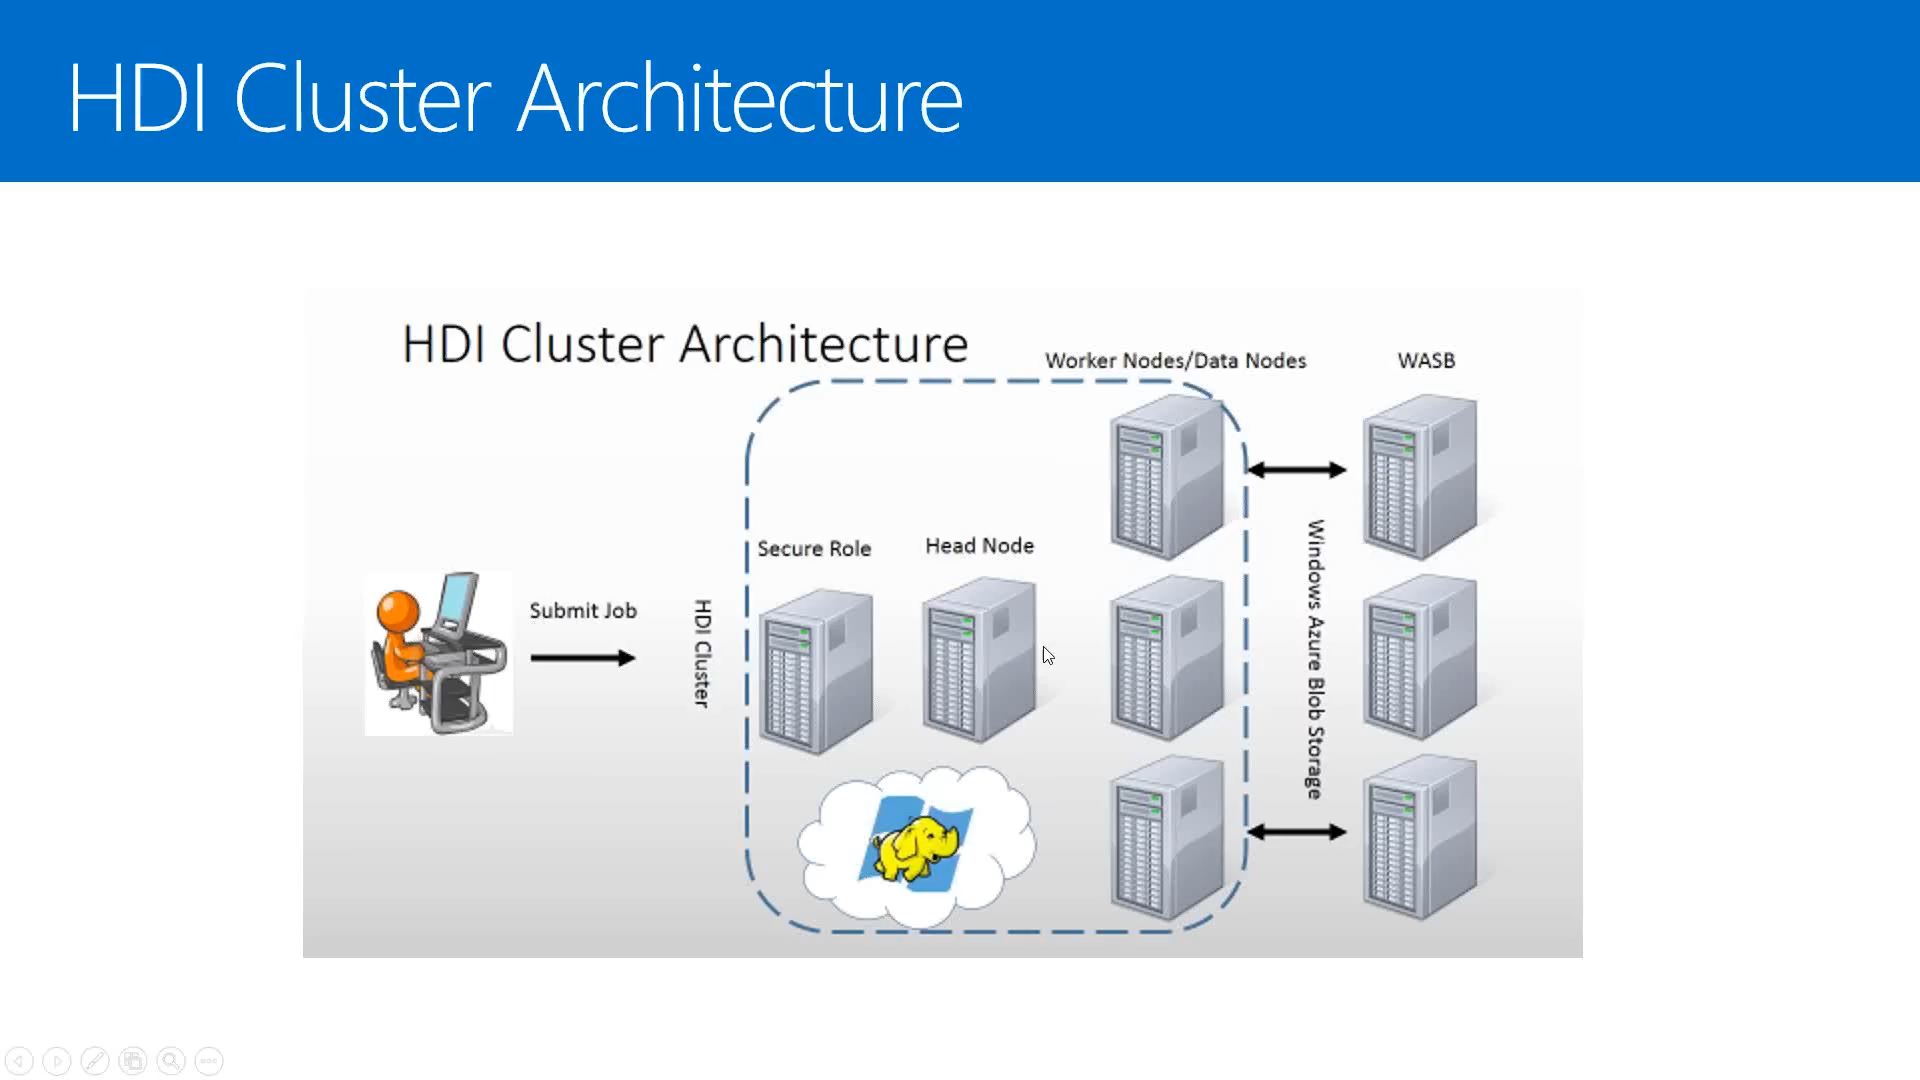 HDI Cluster Architecture
HDI Cluster Architecture
Worker Nodes/Data Nodes
WASB
Secure Role
Head Node
Submit Job
HDI Cluster
Windows Azure Blob Storage